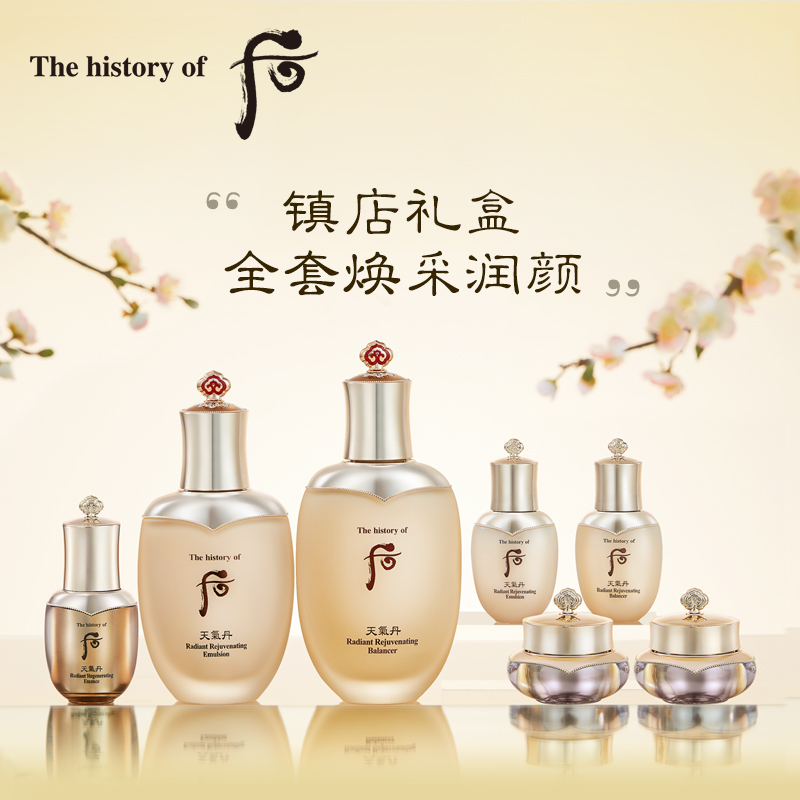 The history of 后
“ 镇店礼盒
全套焕采润颜 ”
The history of
后
天氣丹
Radiant Regenerating
Essence
The history of
后
天氣丹
Radiant Rejuvenating
Emulsion
The history of
后
天氣丹
Radiant Rejuvenating
Balancer
The history of
后
天氣丹
Radiant Rejuvenating
Emulsion
The history of
后
天氣丹
Radiant Rejuvenating
Balancer